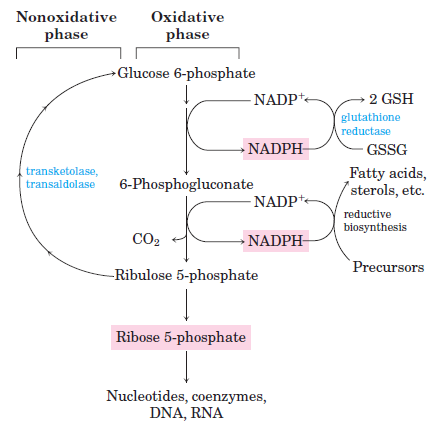 Nonoxidative
phase
Oxidative
phase
Glucose 6-phosphate
NADP+
2 GSH
glutathione
reductase
NADPH
GSSG
transketolase,
transaldolase
6-Phosphogluconate
Fatty acids,
sterols, etc.
NADP+
reductive
biosynthesis
CO₂
NADPH
Precursors
Ribulose 5-phosphate
Ribose 5-phosphate
Nucleotides, coenzymes,
DNA, RNA